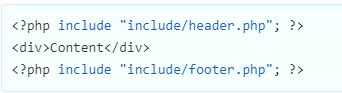 <?php include "include/header.php"; ?>
<div>Content</div>
<?php include "include/footer.php"; ?>